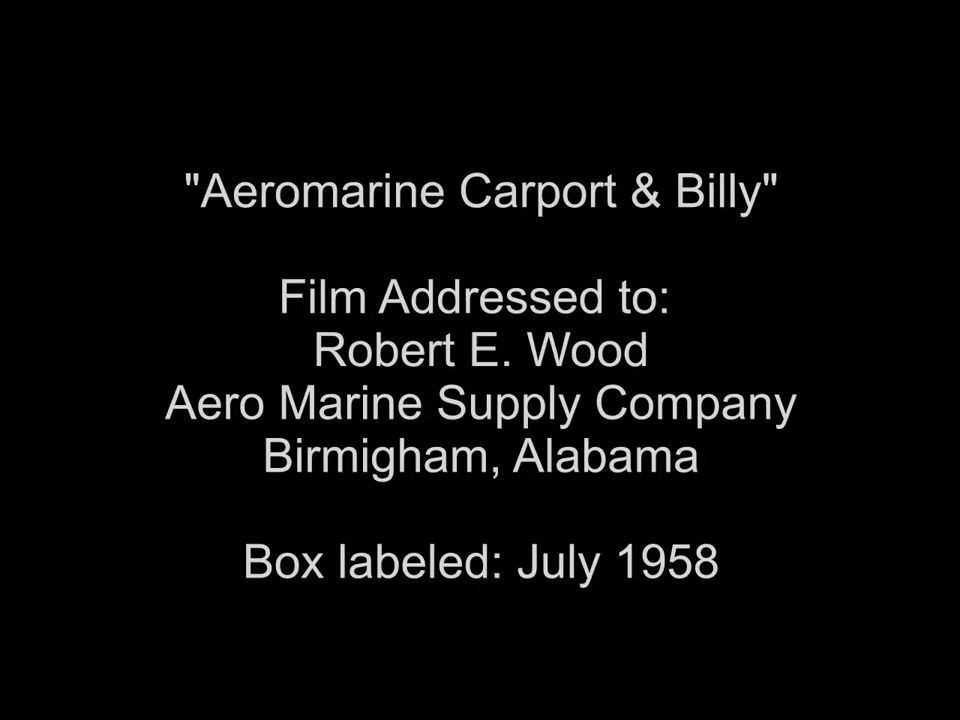 "Aeromarine Carport & Billy"
Film Addressed to:
Robert E. Wood
Aero Marine Supply Company
Birmigham, Alabama
Box labeled: July 1958